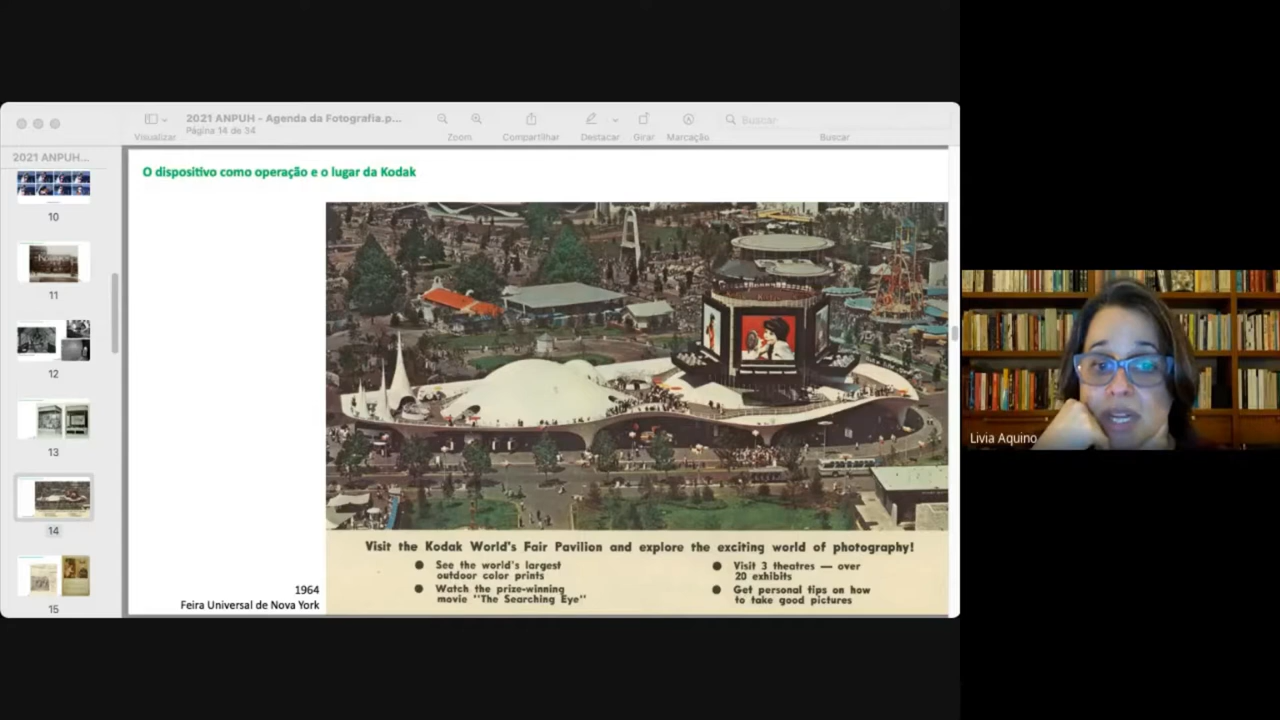 2021 ANPUH - Agenda da Fotografia.p...
Página 14 de 34
Visualizar
Zoom
Compartilhar
Destacar
Girar
Marcação
Buscar
Buscar
2021 ANPUH...
10
11
12
13
14
15
O dispositivo como operação e o lugar da Kodak
Visit the Kodak World's Fair Pavilion and explore the exciting world of photography!
See the world's largest
outdoor color prints
Watch the prize-winning
movie "The Searching Eye"
Visit 3 theatres — over
20 exhibits
Get personal tips on how
to take good pictures
1964
Feira Universal de Nova York
Livia Aquino